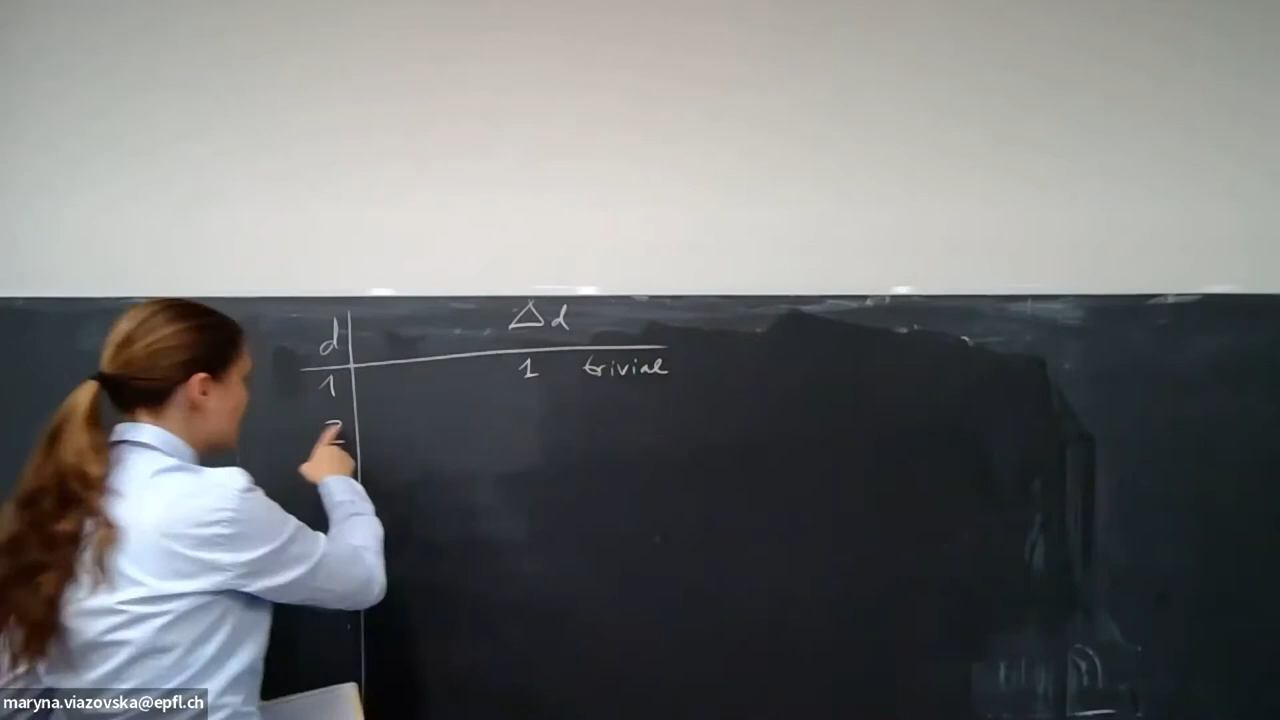 d Δd
1 1 trivial
2
maryna.viazovska@epfl.ch